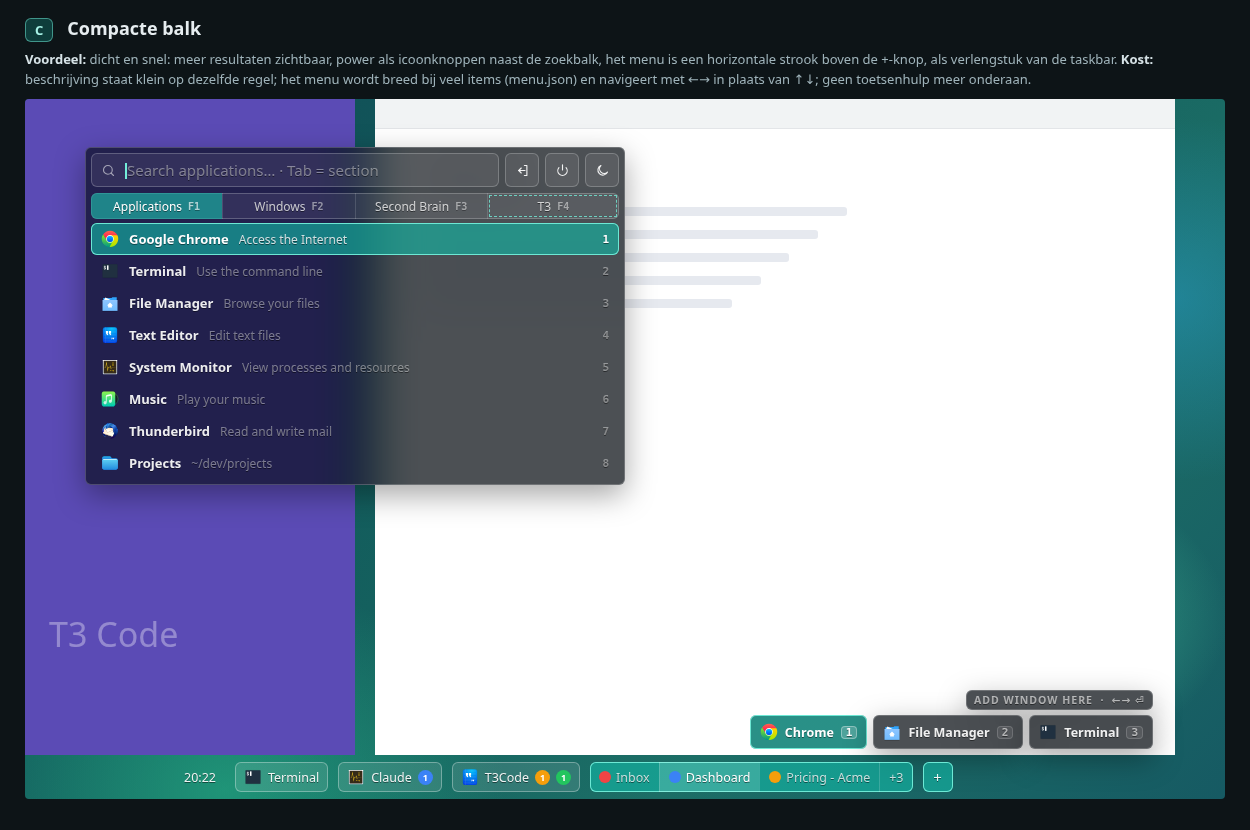 C Compacte balk
Voordeel: dicht en snel: meer resultaten zichtbaar, power als iconknoppen naast de zoekbalk, het menu is een horizontale strook boven de +-knop, als verlengstuk van de taskbar. Kost:
beschrijving staat klein op dezelfde regel; het menu wordt breed bij veel items (menu.json) en navigeert met ←→ in plaats van ↑↓; geen toetsenhulp meer onderaan.
Search applications... · Tab = section
Applications F1 Windows F2 Second Brain F3 T3 F4
Google Chrome Access the Internet 1
Terminal Use the command line 2
File Manager Browse your files 3
Text Editor Edit text files 4
System Monitor View processes and resources 5
Music Play your music 6
Thunderbird Read and write mail 7
Projects ~/dev/projects 8
T3 Code
ADD WINDOW HERE · ←→ ⏎
Chrome 1 File Manager 2 Terminal 3
20:22 Terminal Claude 1 T3Code 1 1 Inbox Dashboard Pricing - Acme +3 +